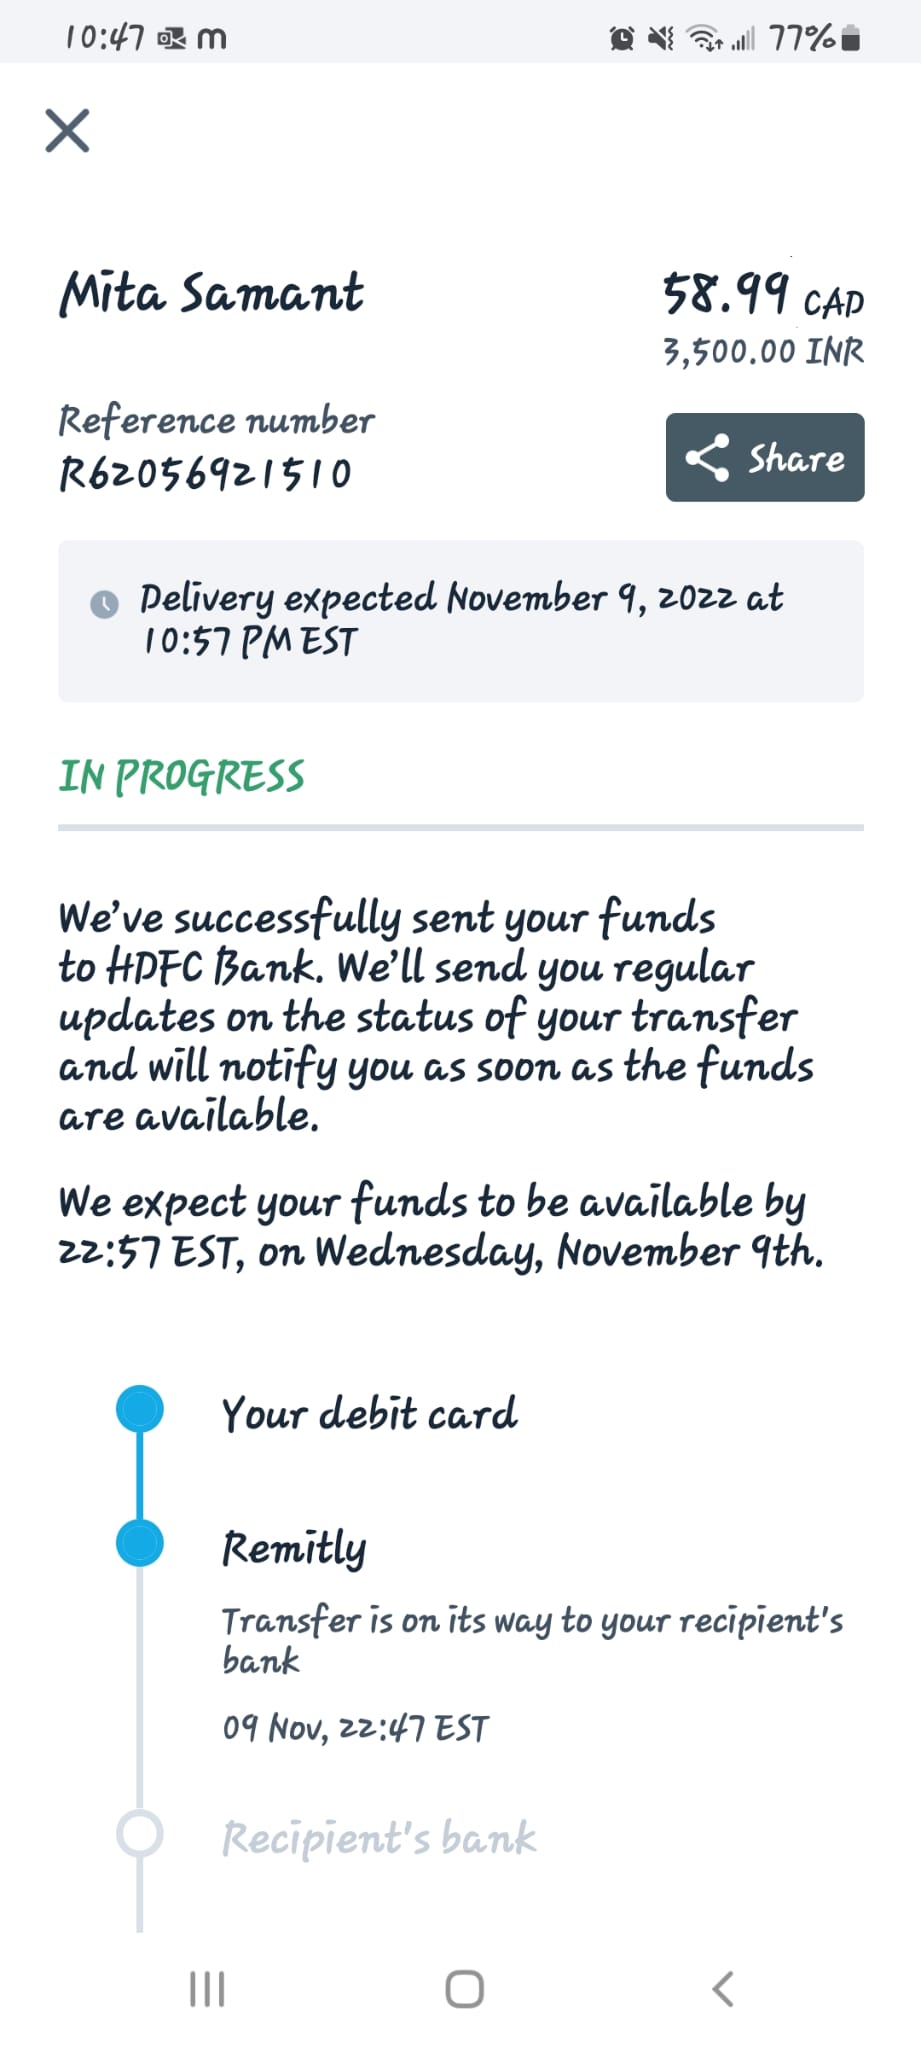 10:47 m 77%
Mita Samant
58.99 CAD
3,500.00 INR
Reference number
R62056921510
Share
Delivery expected November 9, 2022 at
10:57 PM EST
IN PROGRESS
We’ve successfully sent your funds
to HDFC Bank. We’ll send you regular
updates on the status of your transfer
and will notify you as soon as the funds
are available.
We expect your funds to be available by
22:57 EST, on Wednesday, November 9th.
Your debit card
Remitly
Transfer is on its way to your recipient's
bank
09 Nov, 22:47 EST
Recipient's bank